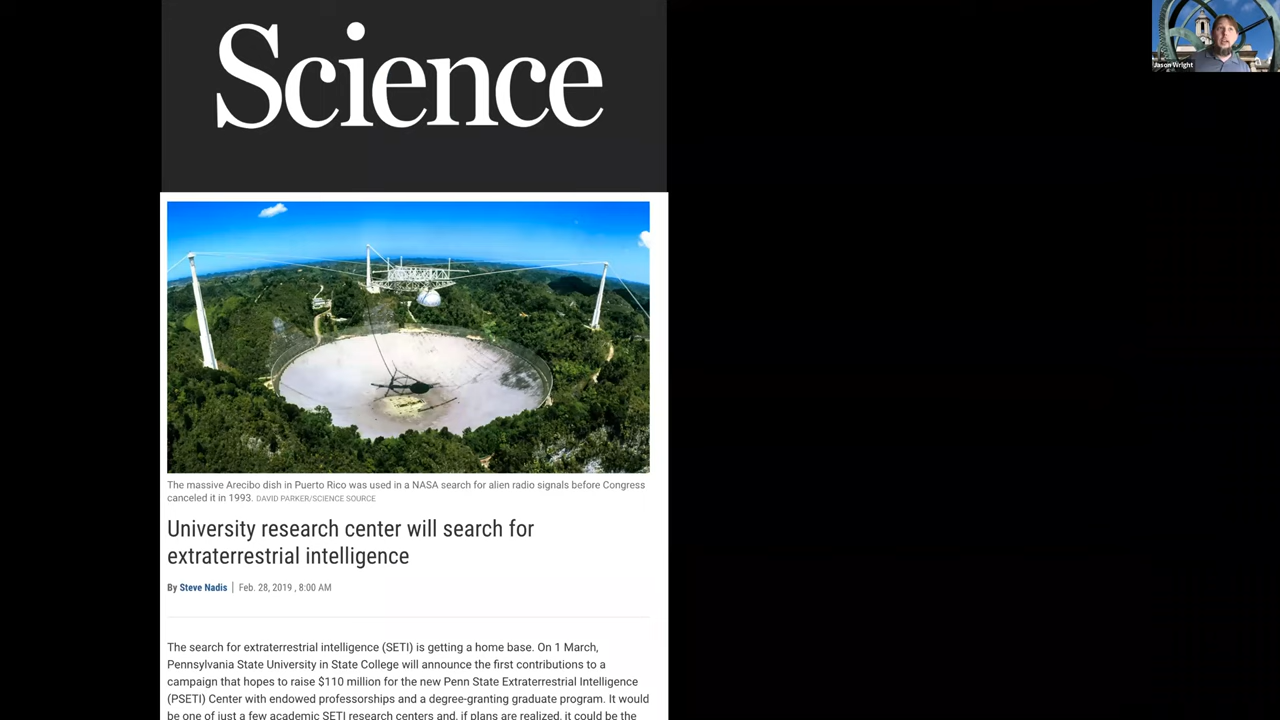 Science
Jason Wright
The massive Arecibo dish in Puerto Rico was used in a NASA search for alien radio signals before Congress
canceled it in 1993. DAVID PARKER/SCIENCE SOURCE
University research center will search for
extraterrestrial intelligence
By Steve Nadis | Feb. 28, 2019 , 8:00 AM
The search for extraterrestrial intelligence (SETI) is getting a home base. On 1 March,
Pennsylvania State University in State College will announce the first contributions to a
campaign that hopes to raise $110 million for the new Penn State Extraterrestrial Intelligence
(PSETI) Center with endowed professorships and a degree-granting graduate program. It would
be one of just a few academic SETI research centers and, if plans are realized, it could be the